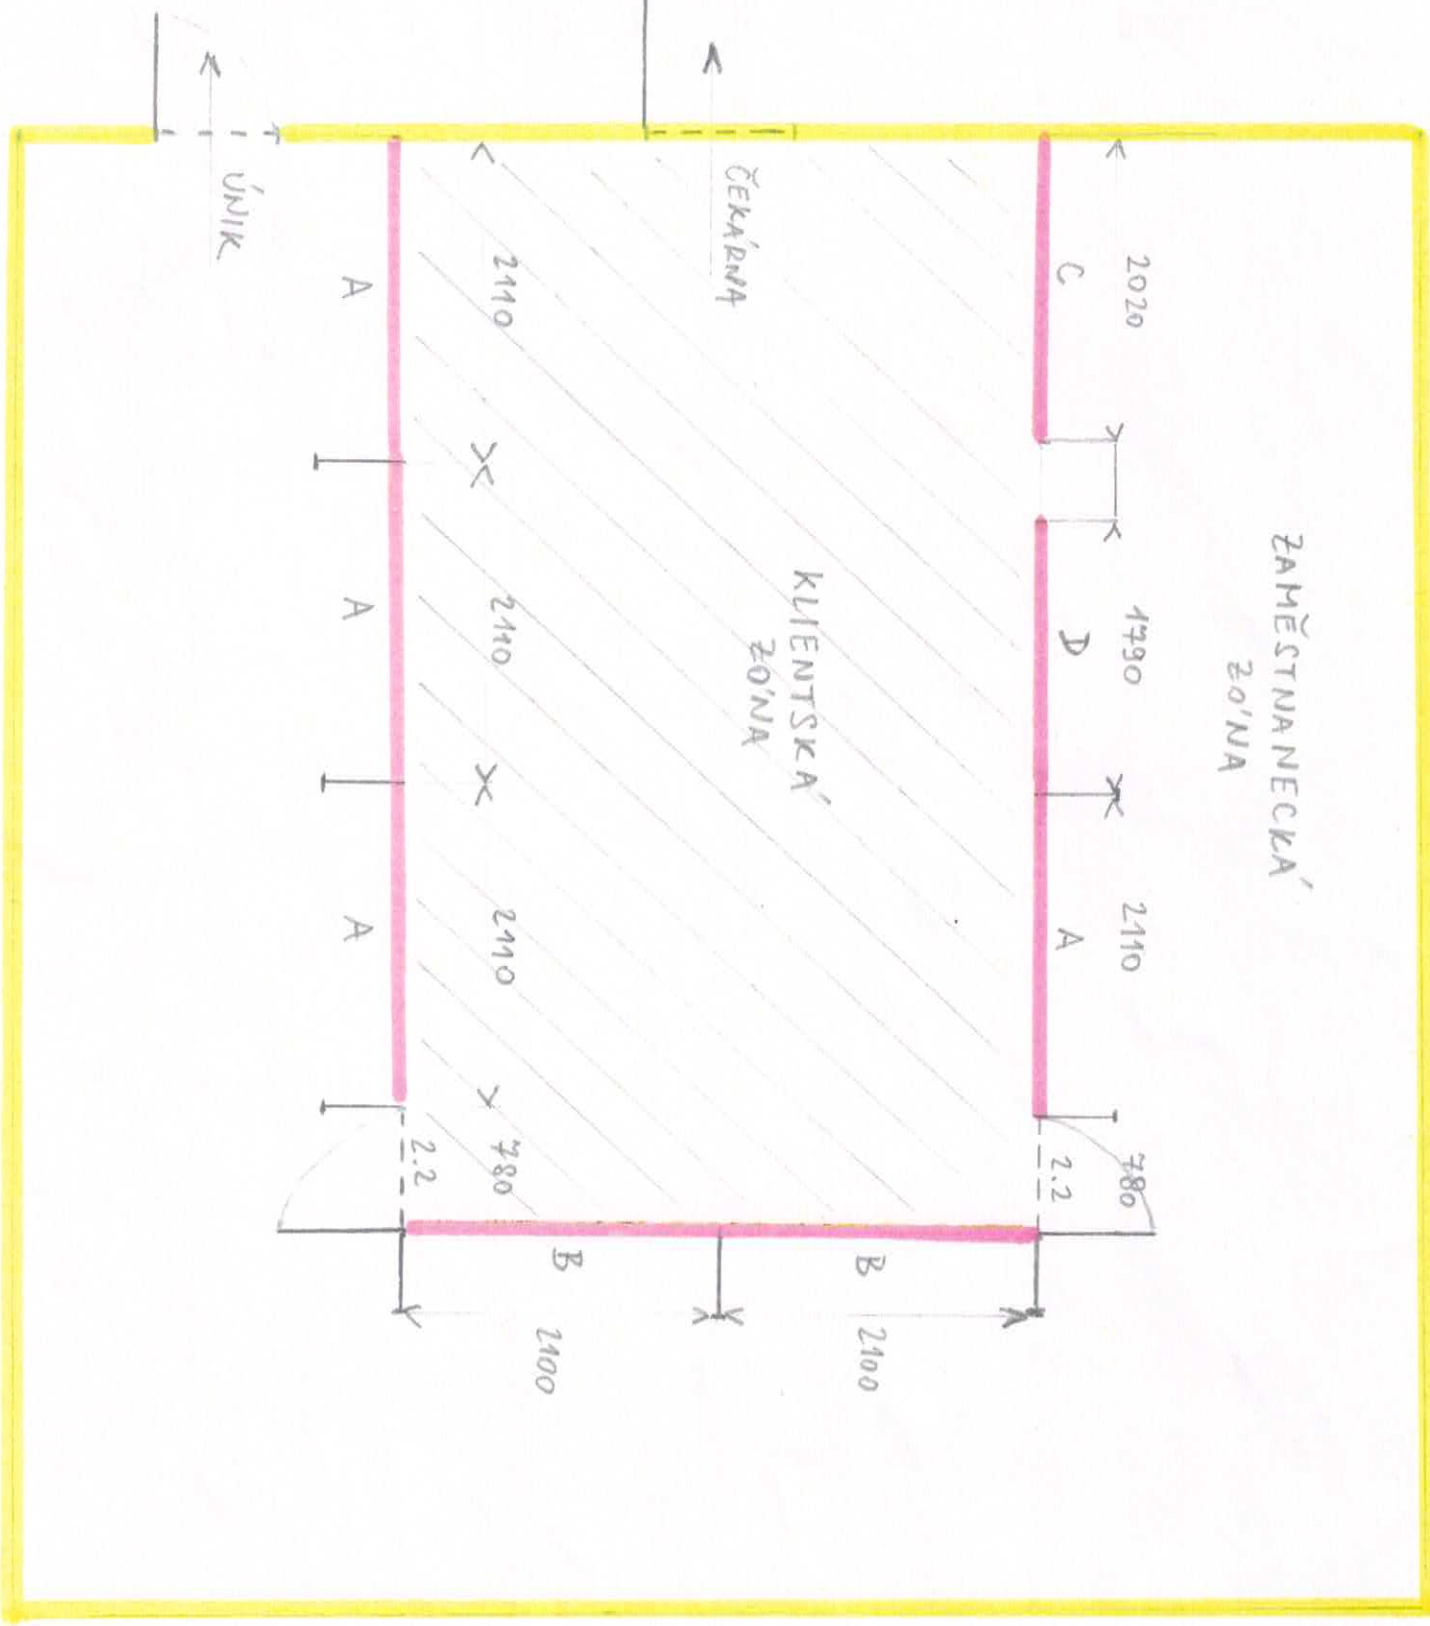 ZAMĚSTNANECKÁ
ZÓNA
2020 1790 2110 780
C D A 2.2
B 2100
KLIENTSKÁ
ZÓNA
ČEKÁRNA
B 2100
2110 2110 2110 780
2.2
A A A
ÚNIK